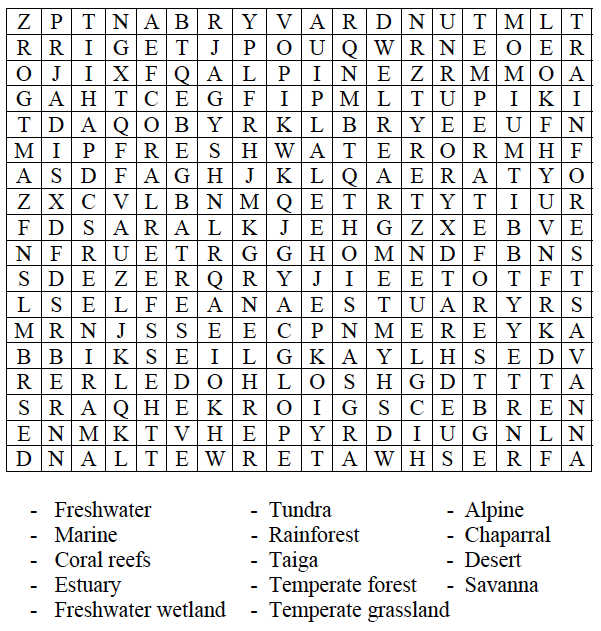 Z P T N A B R Y V A R D N U T M L T
R R I G E T J P O U Q W R N E O E R
O J I X F Q A L P I N E Z R M M O A
G A H T C E G F I P M L T U P I K I
T D A Q O B Y R K L B R Y E E U F N
M I P F R E S H W A T E R O R M H F
A S D F A G H J K L Q A E R A T Y O
Z X C V L B N M Q E T R T Y T I U R
F D S A R A L K J E H G Z X E B V E
N F R U E T R G G H O M N D F B N S
S D E Z E R Q R Y J I E E T O T F T
L S E L F E A N A E S T U A R Y R S
M R N J S S E E C P N M E R E Y K A
B B I K S E I L G K A Y L H S E D V
R E R L E D O H L O S H G D T T T A
S R A Q H E K R O I G S C E B R E N
E N M K T V H E P Y R D I U G N L N
D N A L T E W R E T A W H S E R F A
- Freshwater - Tundra - Alpine
- Marine - Rainforest - Chaparral
- Coral reefs - Taiga - Desert
- Estuary - Temperate forest - Savanna
- Freshwater wetland - Temperate grassland